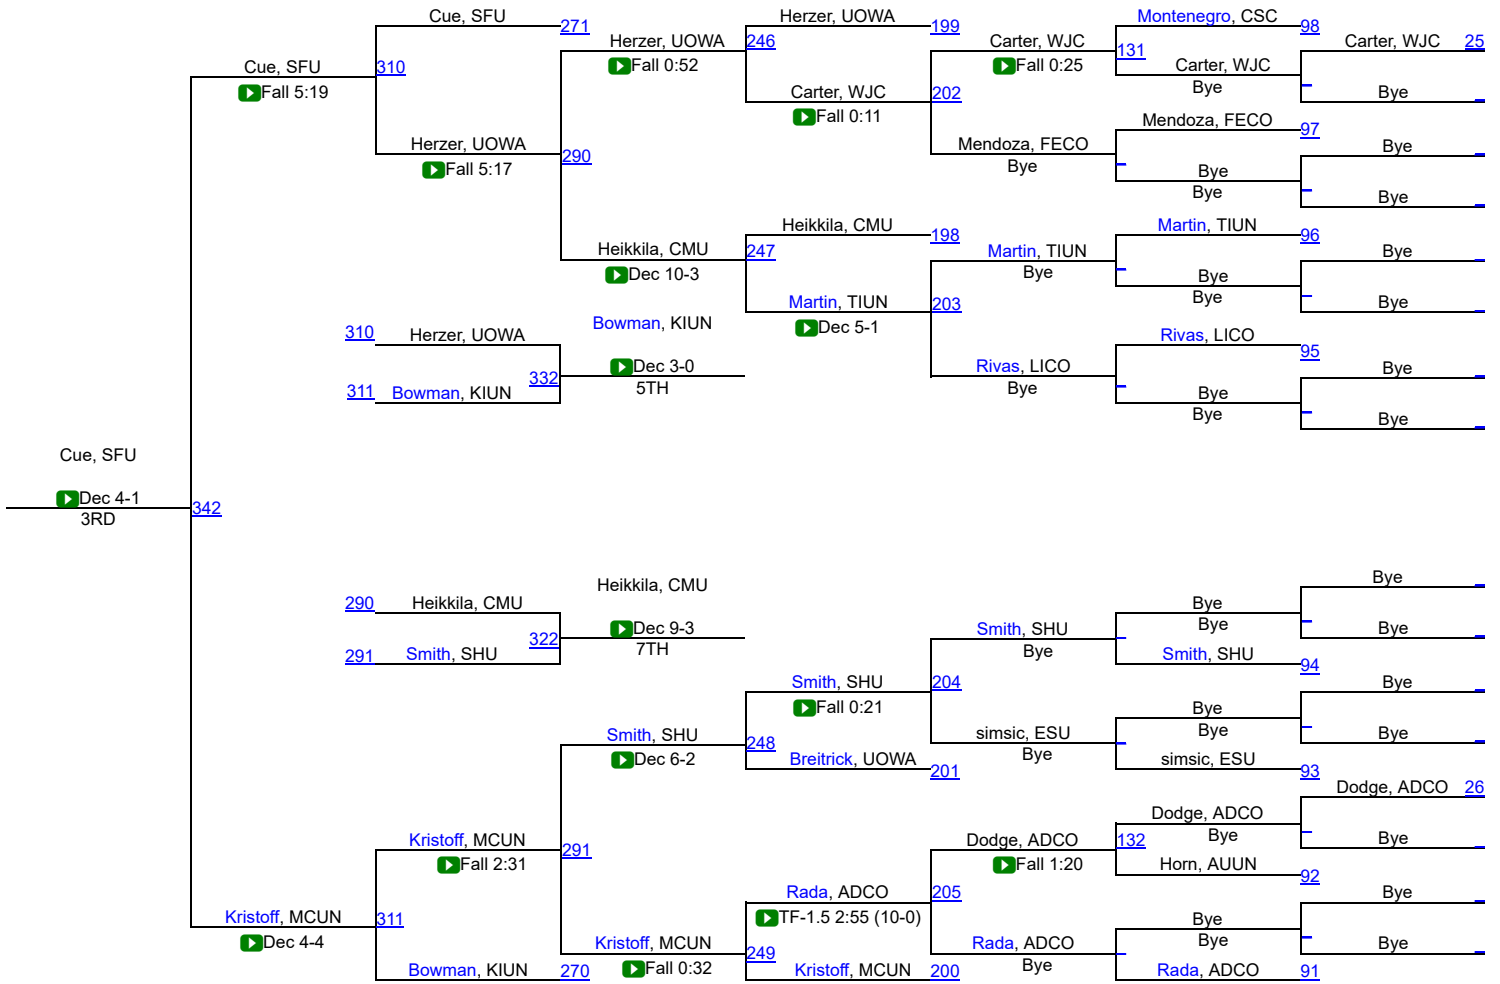 Cue, SFU
271
Herzer, UOWA
199
Montenegro, CSC
98
Herzer, UOWA
246
Carter, WJC
131
Carter, WJC
25
Fall 0:52
Fall 0:25
Cue, SFU
310
Carter, WJC
Bye
Fall 5:19
Carter, WJC
202
Bye
Fall 0:11
Mendoza, FECO
97
Herzer, UOWA
290
Mendoza, FECO
Bye
Fall 5:17
Bye
Bye
Bye
Bye
Heikkila, CMU
198
Martin, TIUN
96
Heikkila, CMU
247
Martin, TIUN
Bye
Dec 10-3
Bye
Bye
Bye
Martin, TIUN
203
Bye
Bowman, KIUN
Dec 5-1
310
Herzer, UOWA
Rivas, LICO
95
Dec 3-0
Rivas, LICO
Bye
332
5TH
Bye
311
Bowman, KIUN
Bye
Bye
Bye
Cue, SFU
Dec 4-1
342
3RD
Heikkila, CMU
Bye
290
Heikkila, CMU
Bye
Bye
Dec 9-3
Smith, SHU
Bye
322
7TH
Bye
291
Smith, SHU
Smith, SHU
94
Smith, SHU
204
Bye
Fall 0:21
Bye
Smith, SHU
248
simsic, ESU
Bye
Bye
Dec 6-2
Breitrick, UOWA
201
Bye
simsic, ESU
93
Dodge, ADCO
26
Dodge, ADCO
Kristoff, MCUN
291
Dodge, ADCO
132
Bye
Bye
Fall 2:31
Fall 1:20
Horn, AUUN
92
Rada, ADCO
205
Bye
Kristoff, MCUN
311
TF-1.5 2:55 (10-0)
Bye
Dec 4-4
Kristoff, MCUN
249
Rada, ADCO
Bye
Bye
Bowman, KIUN
270
Fall 0:32
Kristoff, MCUN
200
Bye
Rada, ADCO
91